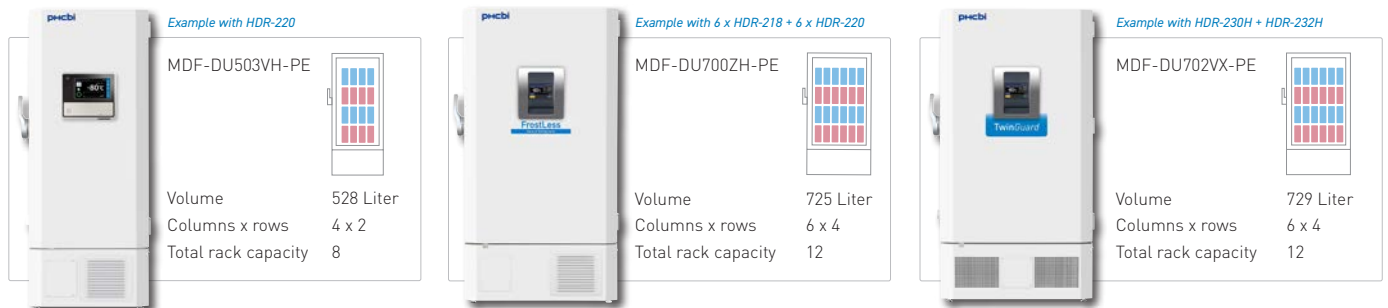 PHCbi
Example with HDR-220
MDF-DU503VH-PE
-80°c
Volume 528 Liter
Columns x rows 4 x 2
Total rack capacity 8
PHCbi
Example with 6 x HDR-218 + 6 x HDR-220
MDF-DU700ZH-PE
FrostLess
Volume 725 Liter
Columns x rows 6 x 4
Total rack capacity 12
PHCbi
Example with HDR-230H + HDR-232H
MDF-DU702VX-PE
TwinGuard
Volume 729 Liter
Columns x rows 6 x 4
Total rack capacity 12